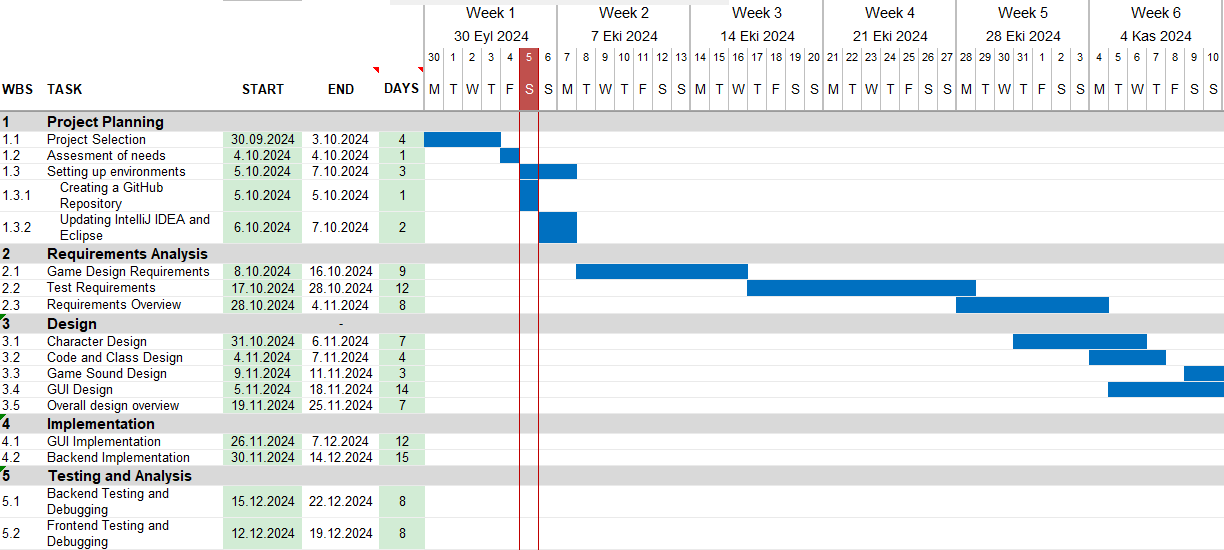 Week 1 Week 2 Week 3 Week 4 Week 5 Week 6
30 Eyl 2024 7 Eki 2024 14 Eki 2024 21 Eki 2024 28 Eki 2024 4 Kas 2024
30 1 2 3 4 5 6 7 8 9 10 11 12 13 14 15 16 17 18 19 20 21 22 23 24 25 26 27 28 29 30 31 1 2 3 4 5 6 7 8 9 10
WBS TASK START END DAYS M T W T F S S M T W T F S S M T W T F S S M T W T F S S M T W T F S S M T W T F S S
1 Project Planning
1.1 Project Selection 30.09.2024 3.10.2024 4
1.2 Assesment of needs 4.10.2024 4.10.2024 1
1.3 Setting up environments 5.10.2024 7.10.2024 3
1.3.1 Creating a GitHub
Repository 5.10.2024 5.10.2024 1
1.3.2 Updating IntelliJ IDEA and
Eclipse 6.10.2024 7.10.2024 2
2 Requirements Analysis
2.1 Game Design Requirements 8.10.2024 16.10.2024 9
2.2 Test Requirements 17.10.2024 28.10.2024 12
2.3 Requirements Overview 28.10.2024 4.11.2024 8
3 Design -
3.1 Character Design 31.10.2024 6.11.2024 7
3.2 Code and Class Design 4.11.2024 7.11.2024 4
3.3 Game Sound Design 9.11.2024 11.11.2024 3
3.4 GUI Design 5.11.2024 18.11.2024 14
3.5 Overall design overview 19.11.2024 25.11.2024 7
4 Implementation
4.1 GUI Implementation 26.11.2024 7.12.2024 12
4.2 Backend Implementation 30.11.2024 14.12.2024 15
5 Testing and Analysis
5.1 Backend Testing and
Debugging 15.12.2024 22.12.2024 8
5.2 Frontend Testing and
Debugging 12.12.2024 19.12.2024 8